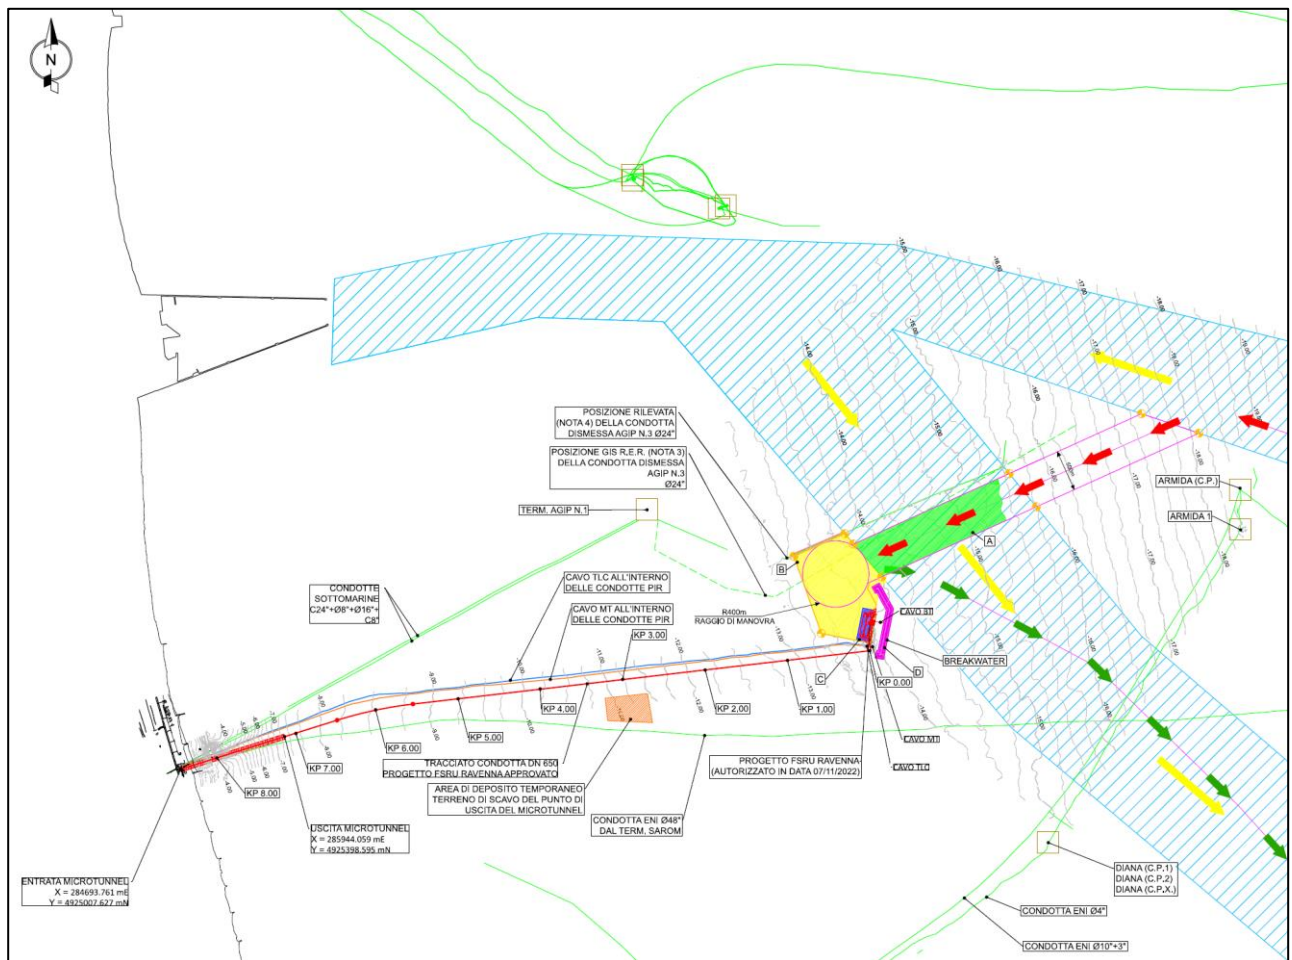 N
POSIZIONE RILEVATA
(NOTA 4) DELLA CONDOTTA
DISMESSA AGIP N.3 Ø24"
POSIZIONE GIS R.E.R. (NOTA 3)
DELLA CONDOTTA DISMESSA
AGIP N.3
Ø24"
TERM. AGIP N.1
ARMIDA (C.P.)
ARMIDA 1
A
B
CONDOTTE
SOTTOMARINE
C24"+Ø8"+Ø16"+
C8"
CAVO TLC ALL'INTERNO
DELLE CONDOTTE PIR
CAVO MT ALL'INTERNO
DELLE CONDOTTE PIR
R400m
RAGGIO DI MANOVRA
CAVO BT
BREAKWATER
C
D
KP 0.00
KP 1.00
KP 2.00
KP 3.00
KP 4.00
KP 5.00
KP 6.00
KP 7.00
KP 8.00
CAVO MT
CAVO TLC
TRACCIATO CONDOTTA DN 650
PROGETTO FSRU RAVENNA APPROVATO
PROGETTO FSRU RAVENNA
(AUTORIZZATO IN DATA 07/11/2022)
AREA DI DEPOSITO TEMPORANEO
TERRENO DI SCAVO DEL PUNTO DI
USCITA DEL MICROTUNNEL
CONDOTTA ENI Ø48"
DAL TERM. SAROM
USCITA MICROTUNNEL
X = 285944.059 mE
Y = 4925398.595 mN
ENTRATA MICROTUNNEL
X = 284693.761 mE
Y = 4925007.627 mN
DIANA (C.P.1)
DIANA (C.P.2)
DIANA (C.P.X.)
CONDOTTA ENI Ø4"
CONDOTTA ENI Ø10"+3"